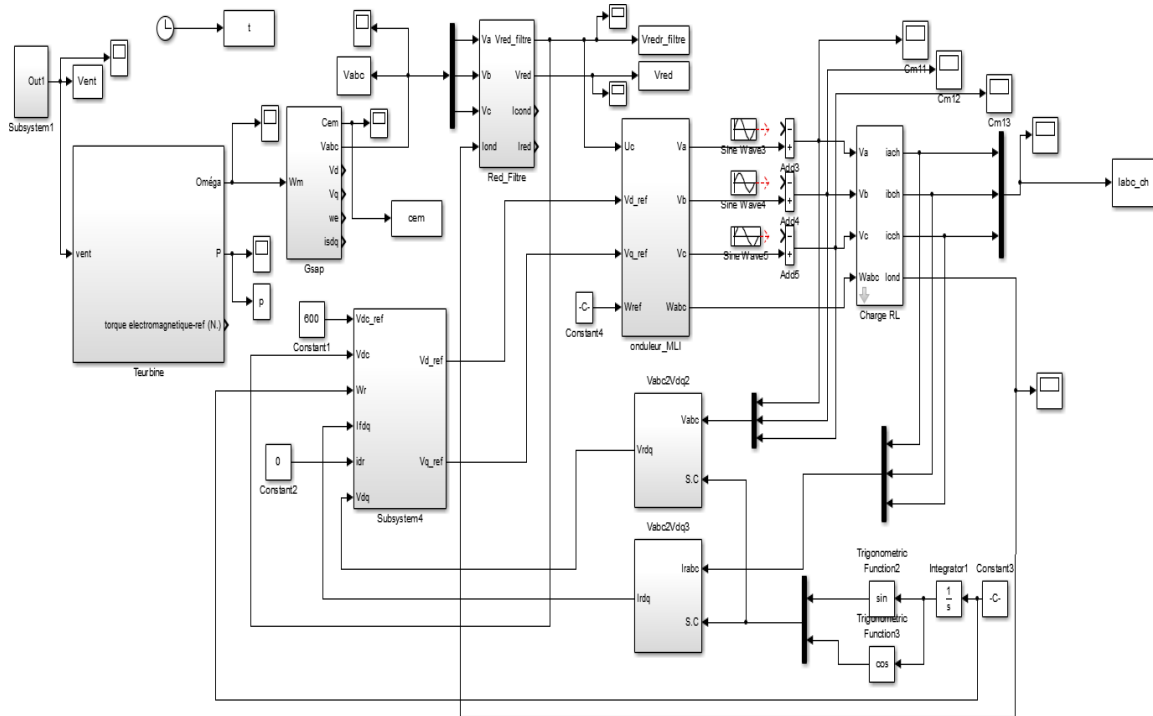 Out1
Subsystem1
Vent
t
Vabc
Va
Vb
Vc
Iond
Vred_filtre
Vred
Icond
Ired
Red_Filtre
Vredr_filtre
Vred
vent
Oméga
P
torque electromagnetique-ref (N.)
Teurbine
p
Wm
Cem
Vabc
Vd
Vq
we
isdq
Gsap
cem
Uc
Vd_ref
Vq_ref
Wref
Va
Vb
Vc
Wabc
onduleur_MLI
-C-
Constant4
Sine Wave3
Add3
Sine Wave4
Add4
Sine Wave5
Add5
Cm11
Cm12
Cm13
Va
Vb
Vc
Wabc
iach
ibch
icch
Iond
Charge RL
Iabc_ch
600
Constant1
0
Constant2
Vdc_ref
Vdc
Wr
Ifdq
idr
Vdq
Vd_ref
Vq_ref
Subsystem4
Vabc2Vdq2
Vabc
Vrdq
S.C
Vabc2Vdq3
Irabc
Irdq
S.C
Trigonometric
Function2
sin
Trigonometric
Function3
cos
Integrator1
1
s
Constant3
-C-